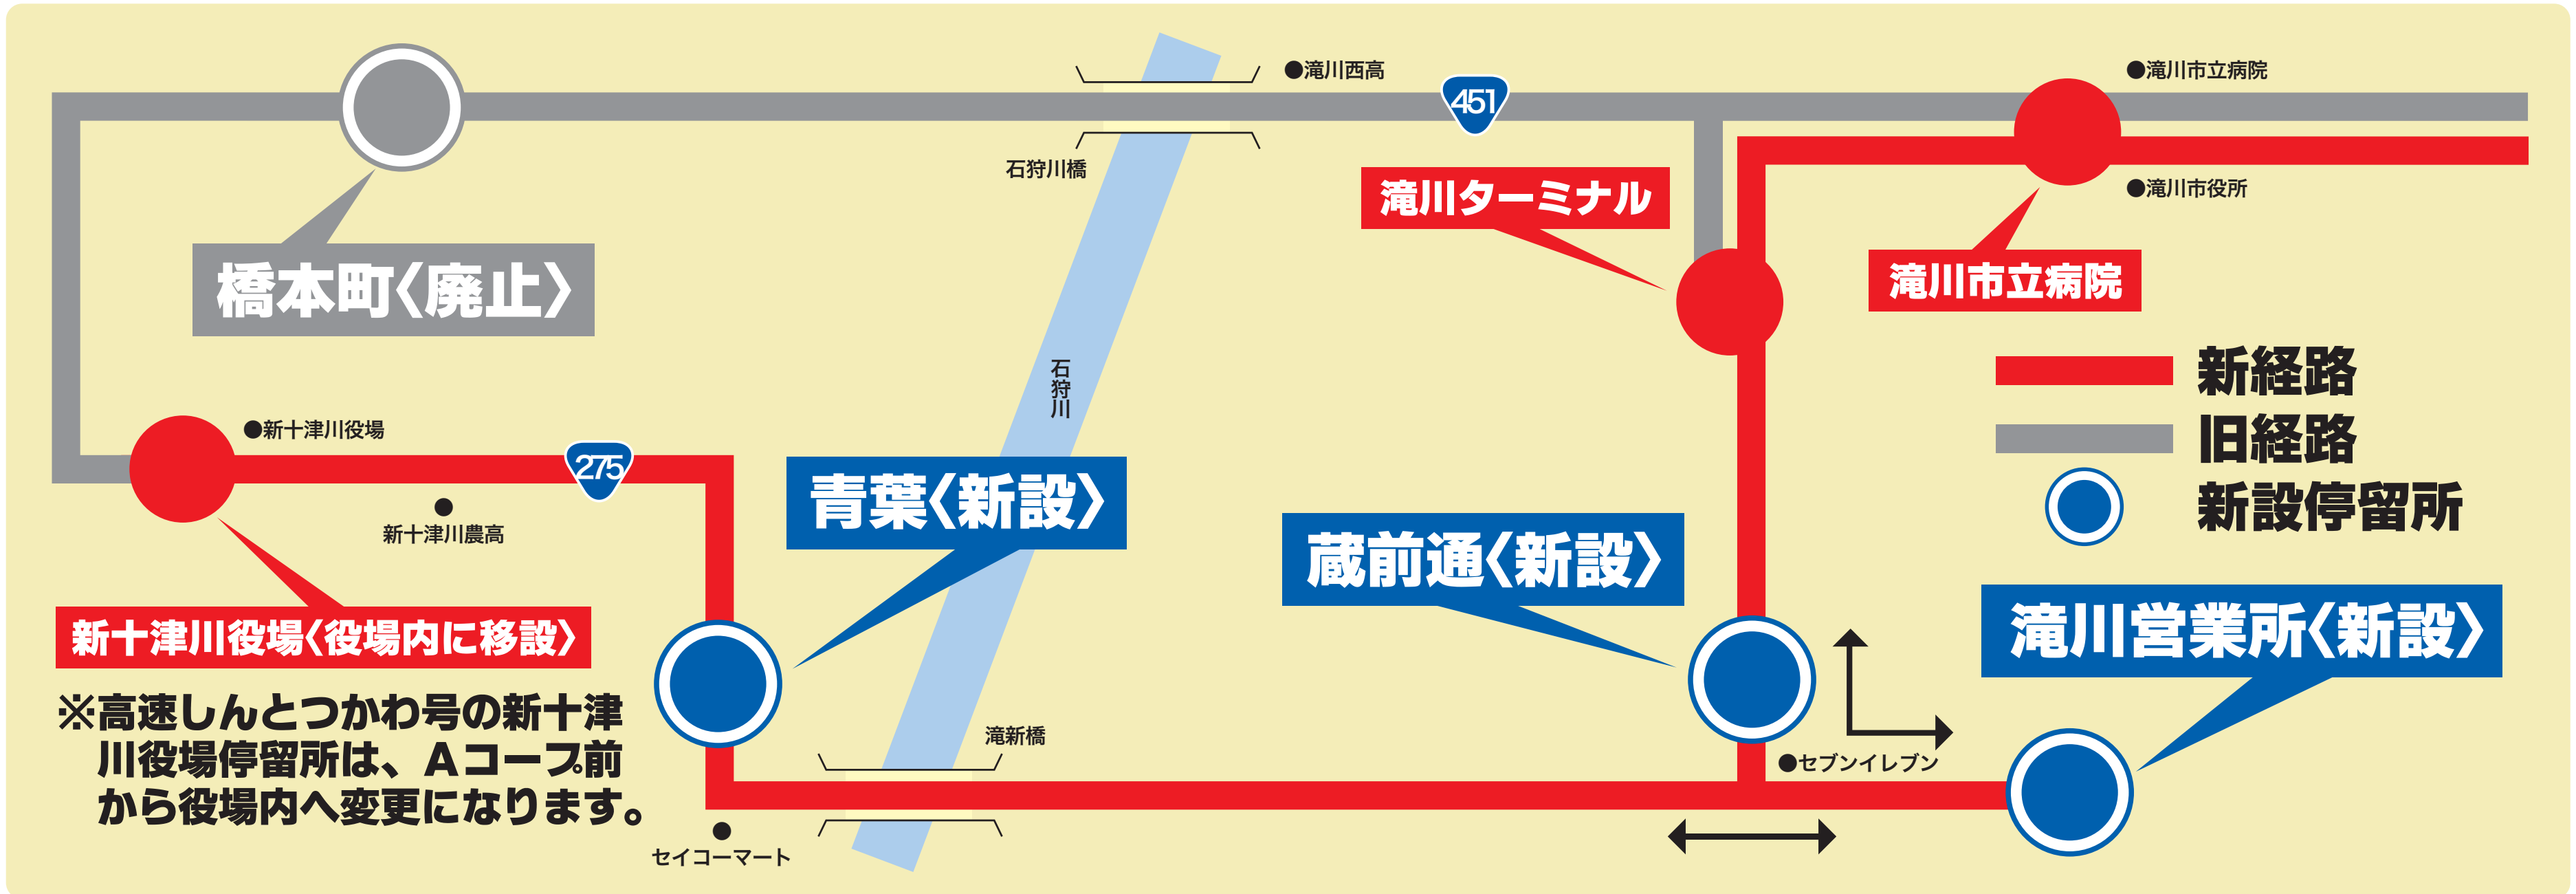 ●滝川西高
451
●滝川市立病院
石狩川橋
滝川ターミナル
●滝川市役所
橋本町〈廃止〉
滝川市立病院
石狩川
新経路
旧経路
新設停留所
●新十津川役場
275
●
新十津川農高
青葉〈新設〉
蔵前通〈新設〉
滝川営業所〈新設〉
新十津川役場〈役場内に移設〉
※高速しんとつかわ号の新十津
川役場停留所は、Aコープ前
から役場内へ変更になります。
滝新橋
●セブンイレブン
●
セイコーマート